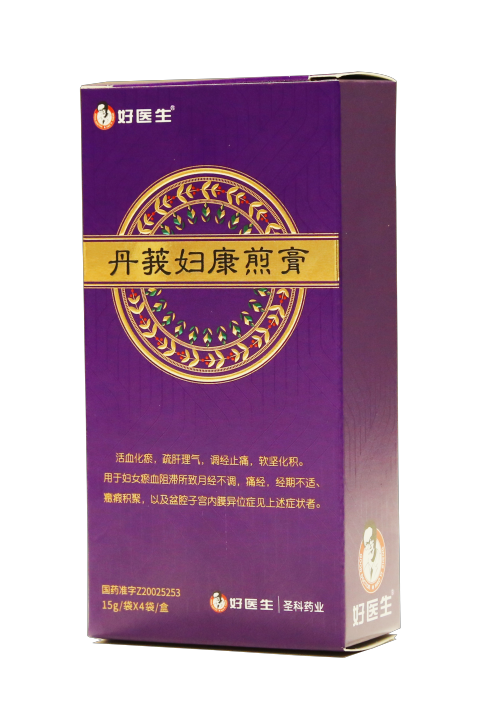 好医生®
丹莪妇康煎膏
活血化瘀，疏肝理气，调经止痛，软坚化积。
用于妇女瘀血阻滞所致月经不调，痛经，经期不适、
癥瘕积聚，以及盆腔子宫内膜异位症见上述症状者。
国药准字Z20025253
15g/袋X4袋/盒
好医生 | 圣科药业
好医生